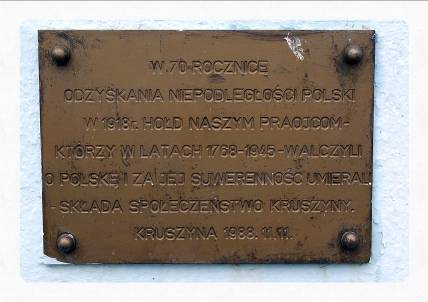 W 70 ROCZNICĘ
ODZYSKANIA NIEPODLEGŁOŚCI POLSKI
W 1918r. HOŁD NASZYM PRAOJCOM-
KTÓRZY W LATACH 1768-1945-WALCZYLI
O POLSKĘ I ZA JEJ SUWERENNOŚĆ UMIERALI
-SKŁADA SPOŁECZEŃSTWO KRUSZYNY.
KRUSZYNA 1988.11.11.